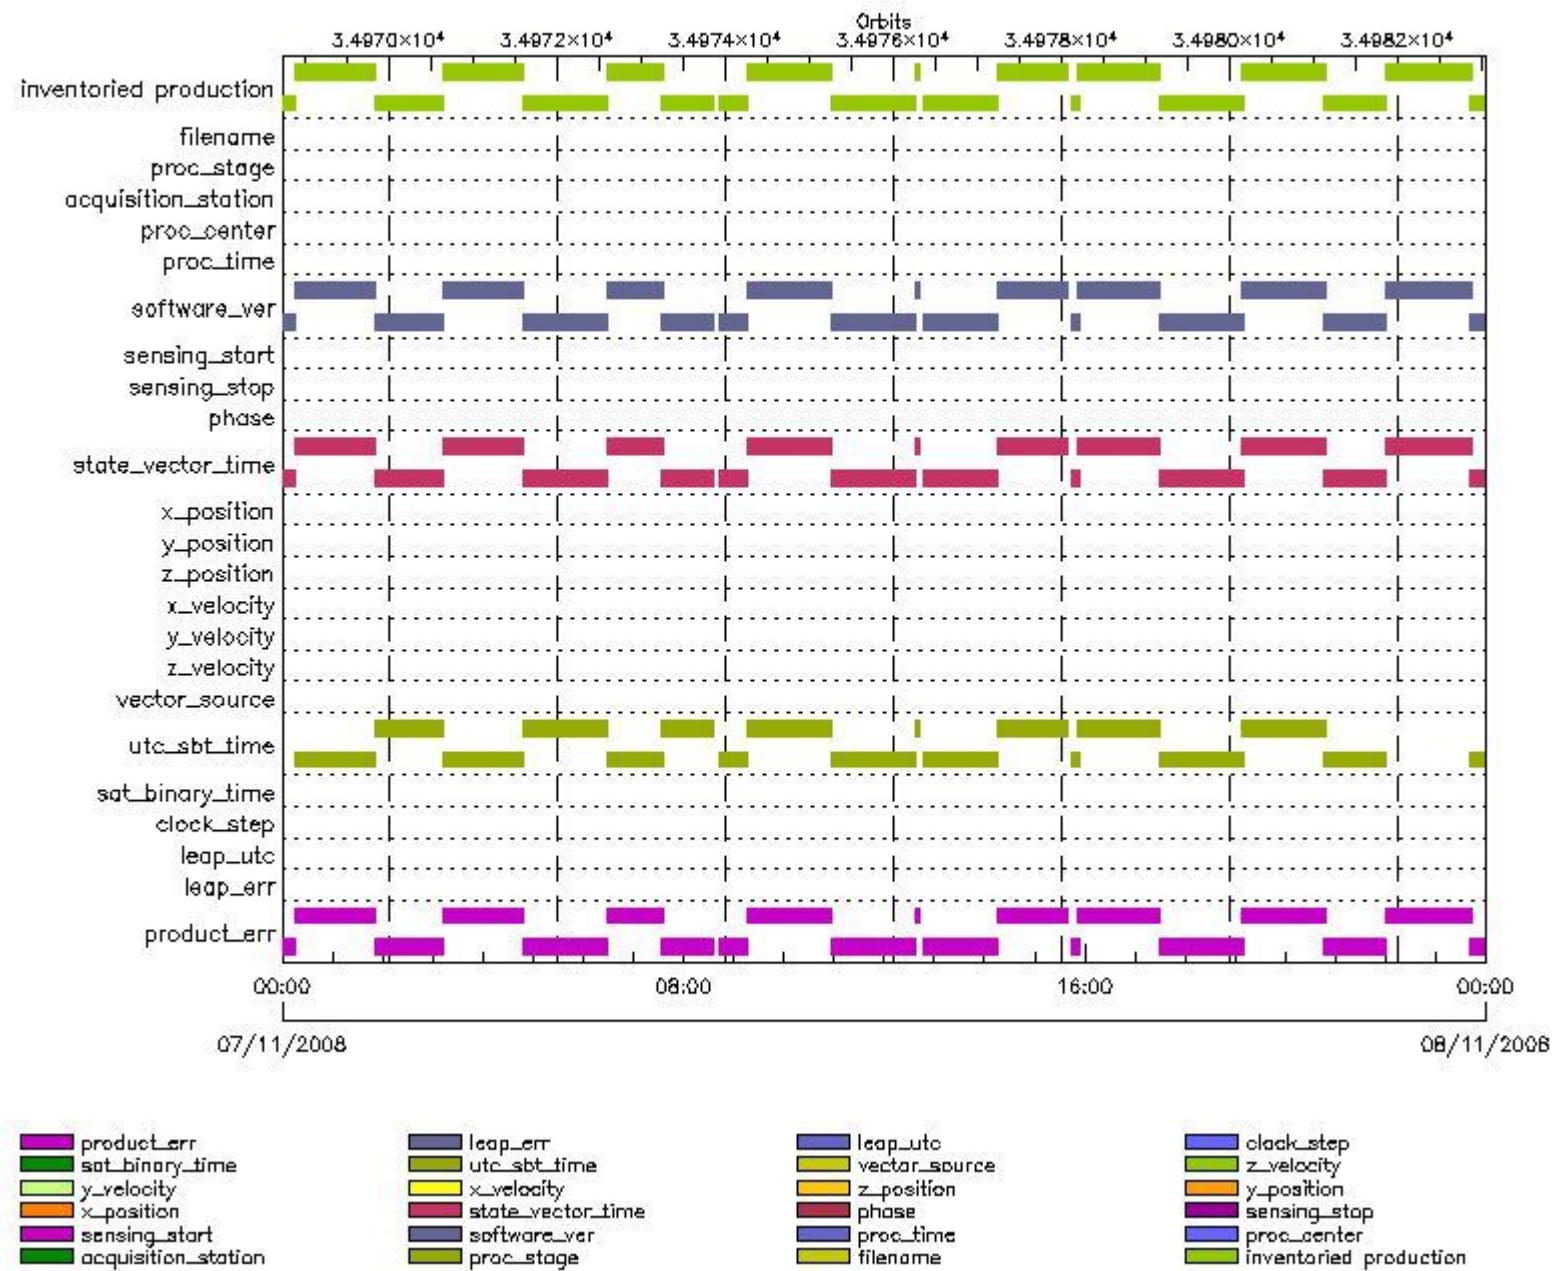 Orbits
3.4970×10⁴ 3.4972×10⁴ 3.4974×10⁴ 3.4976×10⁴ 3.4978×10⁴ 3.4980×10⁴ 3.4982×10⁴
inventoried production
filename
proc_stage
acquisition_station
proc_center
proc_time
software_ver
sensing_start
sensing_stop
phase
state_vector_time
x_position
y_position
z_position
x_velocity
y_velocity
z_velocity
vector_source
utc_sbt_time
sat_binary_time
clock_step
leap_utc
leap_err
product_err
00:00 08:00 16:00 00:00
07/11/2008 08/11/2008
product_err leap_err leap_utc clock_step
sat_binary_time utc_sbt_time vector_source z_velocity
y_velocity x_velocity z_position y_position
x_position state_vector_time phase sensing_stop
sensing_start software_ver proc_time proc_center
acquisition_station proc_stage filename inventoried production